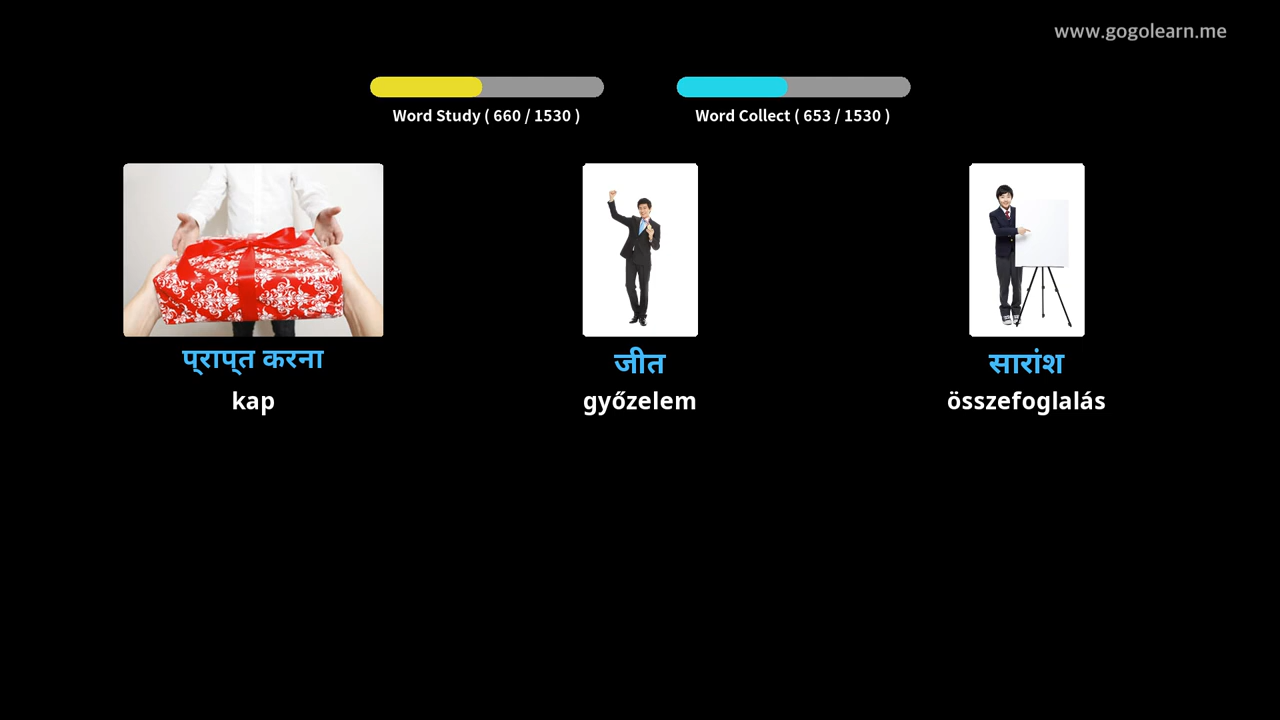 www.gogolearn.me
Word Study ( 660 / 1530 )
Word Collect ( 653 / 1530 )
प्राप्त करना
जीत
सारांश
kap
győzelem
összefoglalás